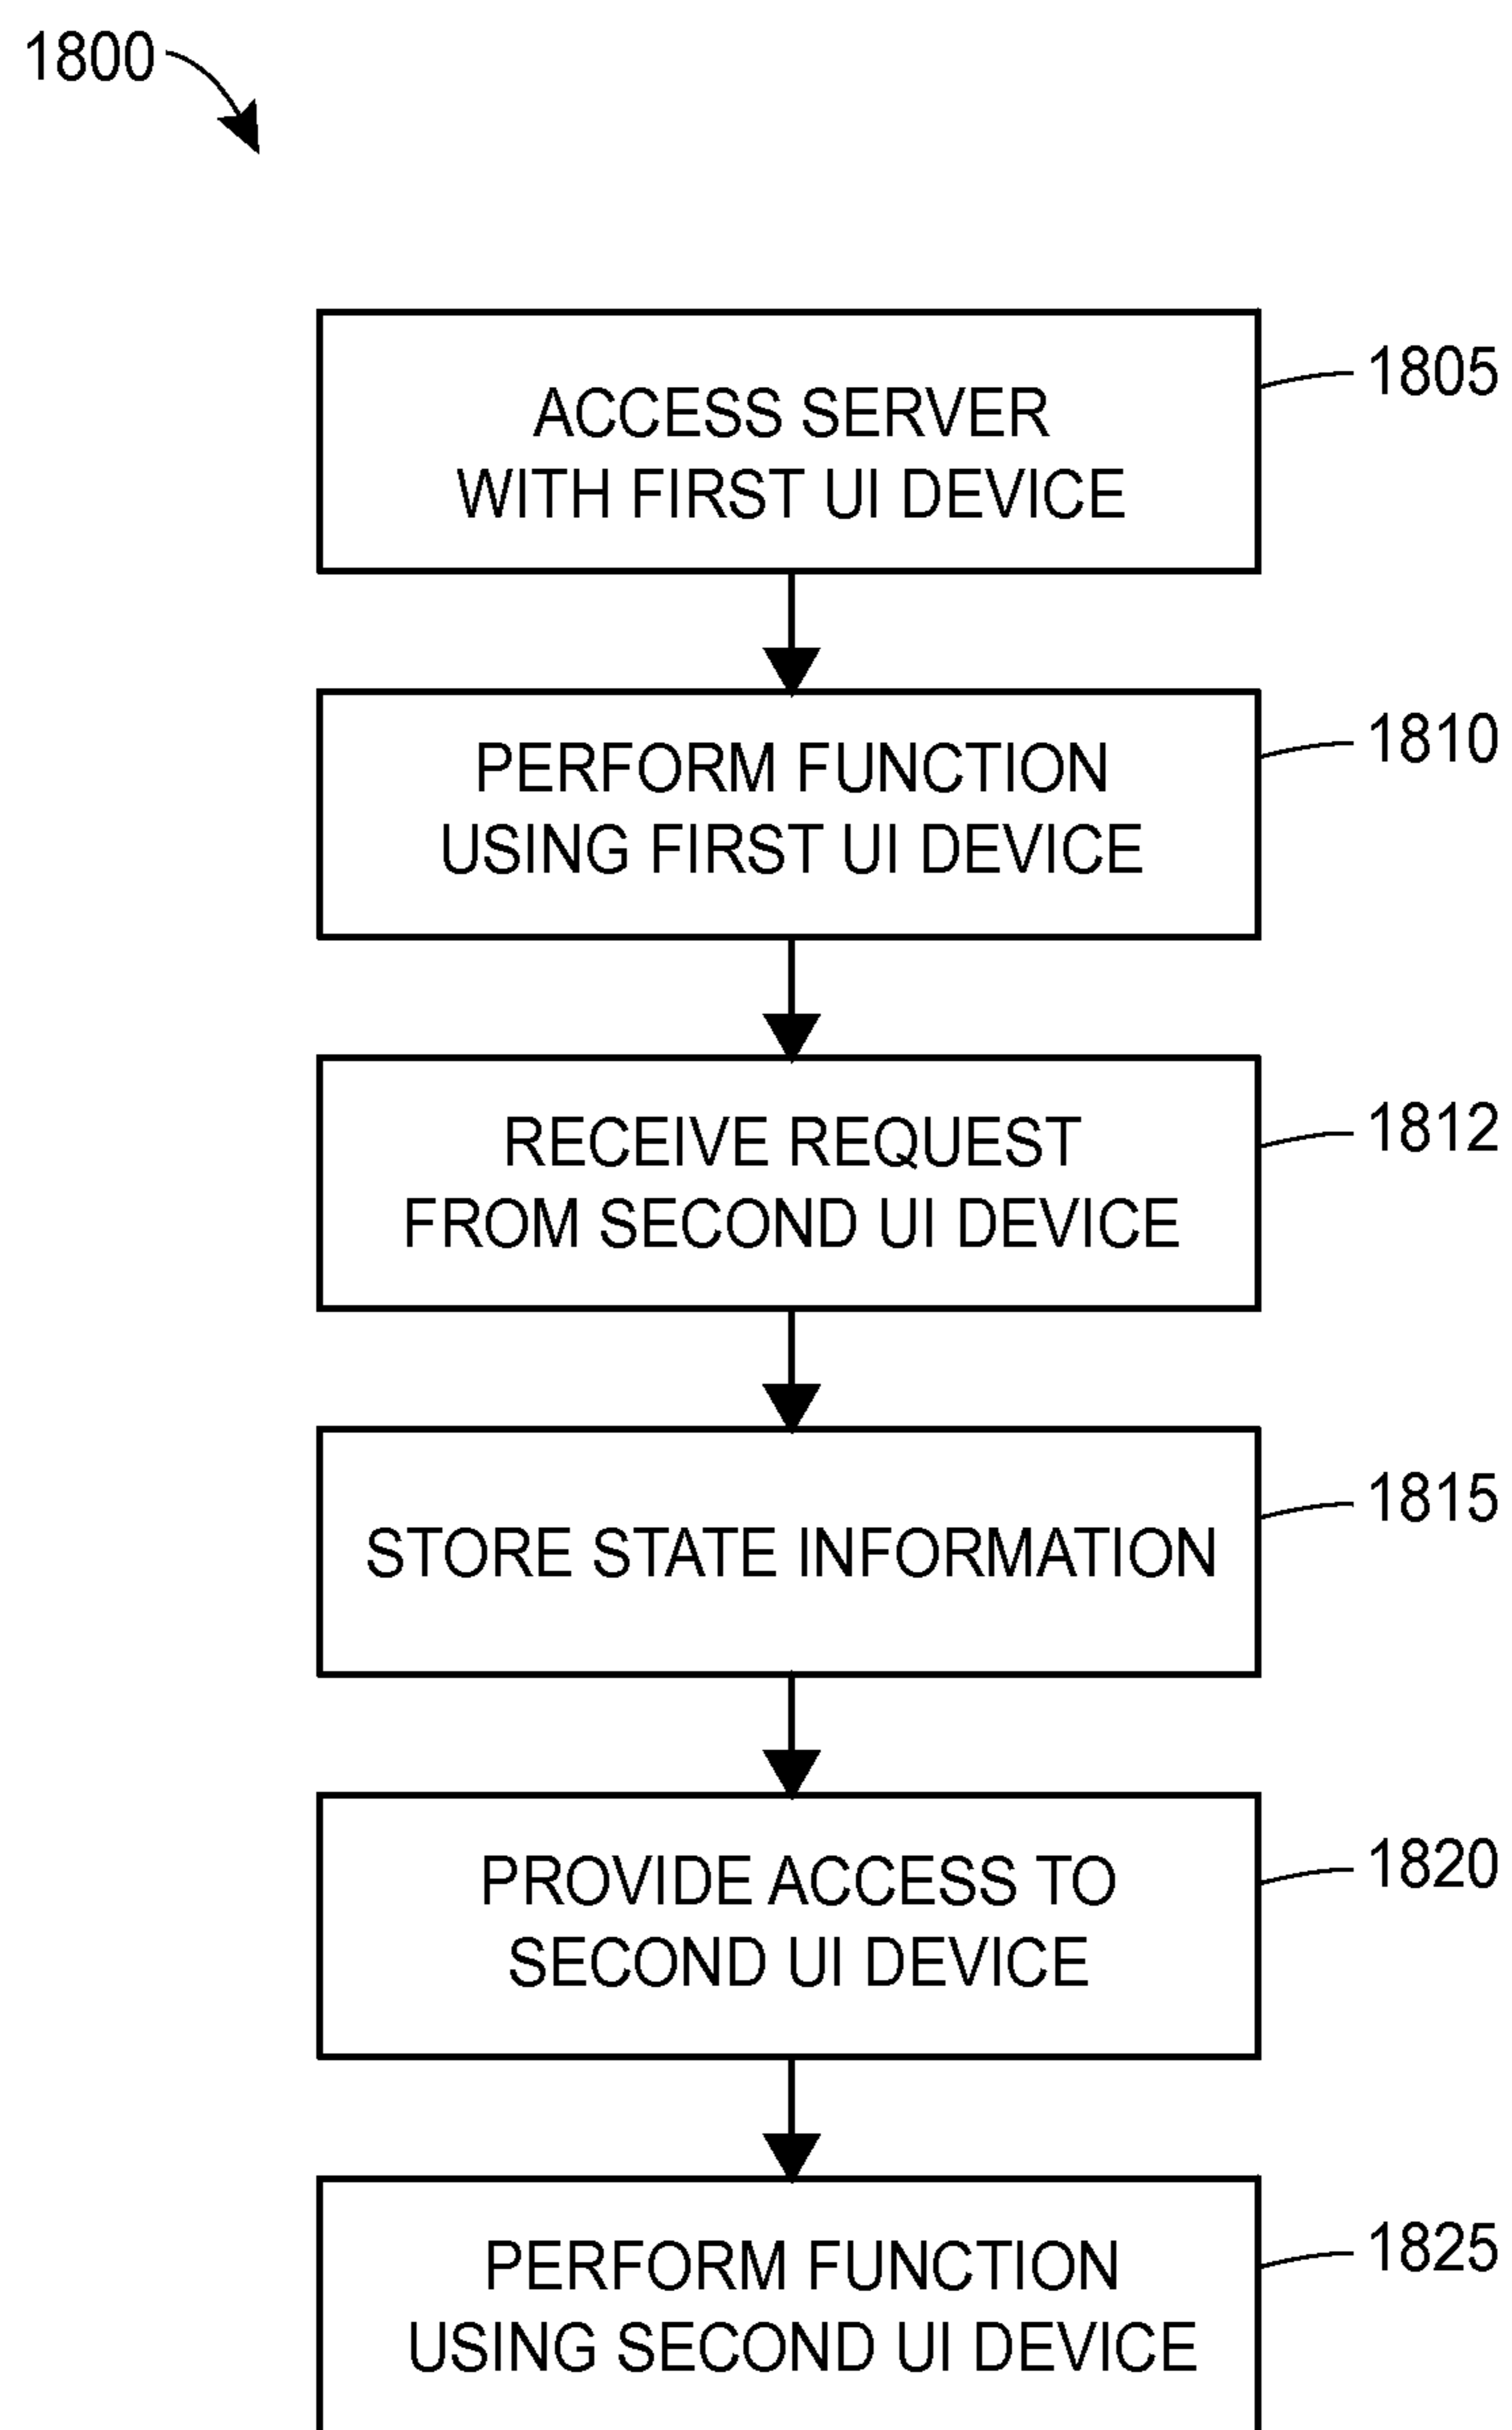 1800
ACCESS SERVER
WITH FIRST UI DEVICE
1805
PERFORM FUNCTION
USING FIRST UI DEVICE
1810
RECEIVE REQUEST
FROM SECOND UI DEVICE
1812
STORE STATE INFORMATION
1815
PROVIDE ACCESS TO
SECOND UI DEVICE
1820
PERFORM FUNCTION
USING SECOND UI DEVICE
1825